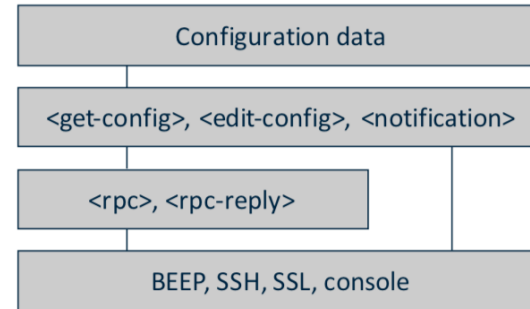 Configuration data
<get-config>, <edit-config>, <notification>
<rpc>, <rpc-reply>
BEEP, SSH, SSL, console